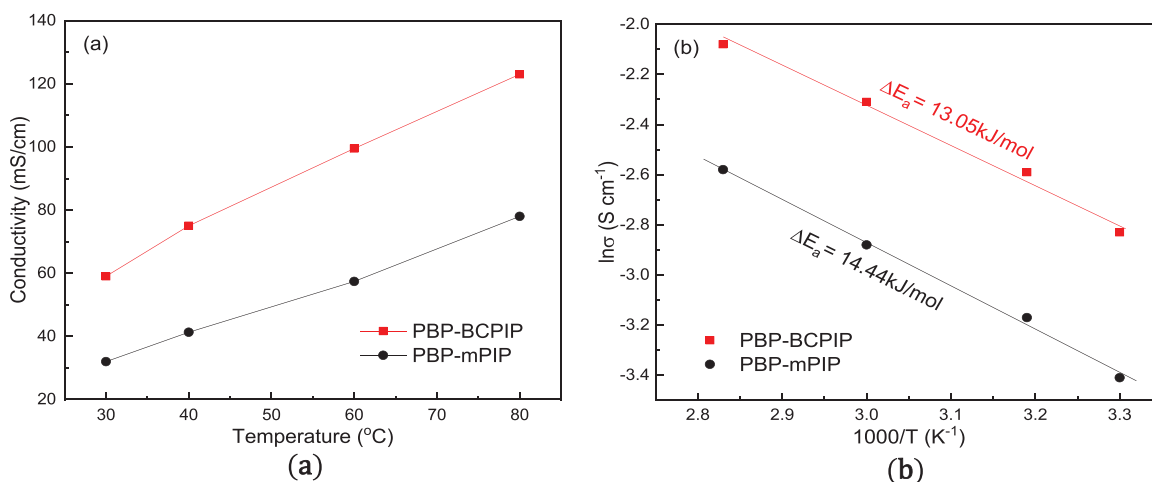 (a)
140
120
100
80
60
40
20
Conductivity (mS/cm)
PBP-BCPIP
PBP-mPIP
30 40 50 60 70 80
Temperature (°C)
(a)
(b)
-2.0
-2.2
-2.4
-2.6
-2.8
-3.0
-3.2
-3.4
lnσ (S cm⁻¹)
ΔEₐ = 13.05kJ/mol
ΔEₐ = 14.44kJ/mol
PBP-BCPIP
PBP-mPIP
2.8 2.9 3.0 3.1 3.2 3.3
1000/T (K⁻¹)
(b)